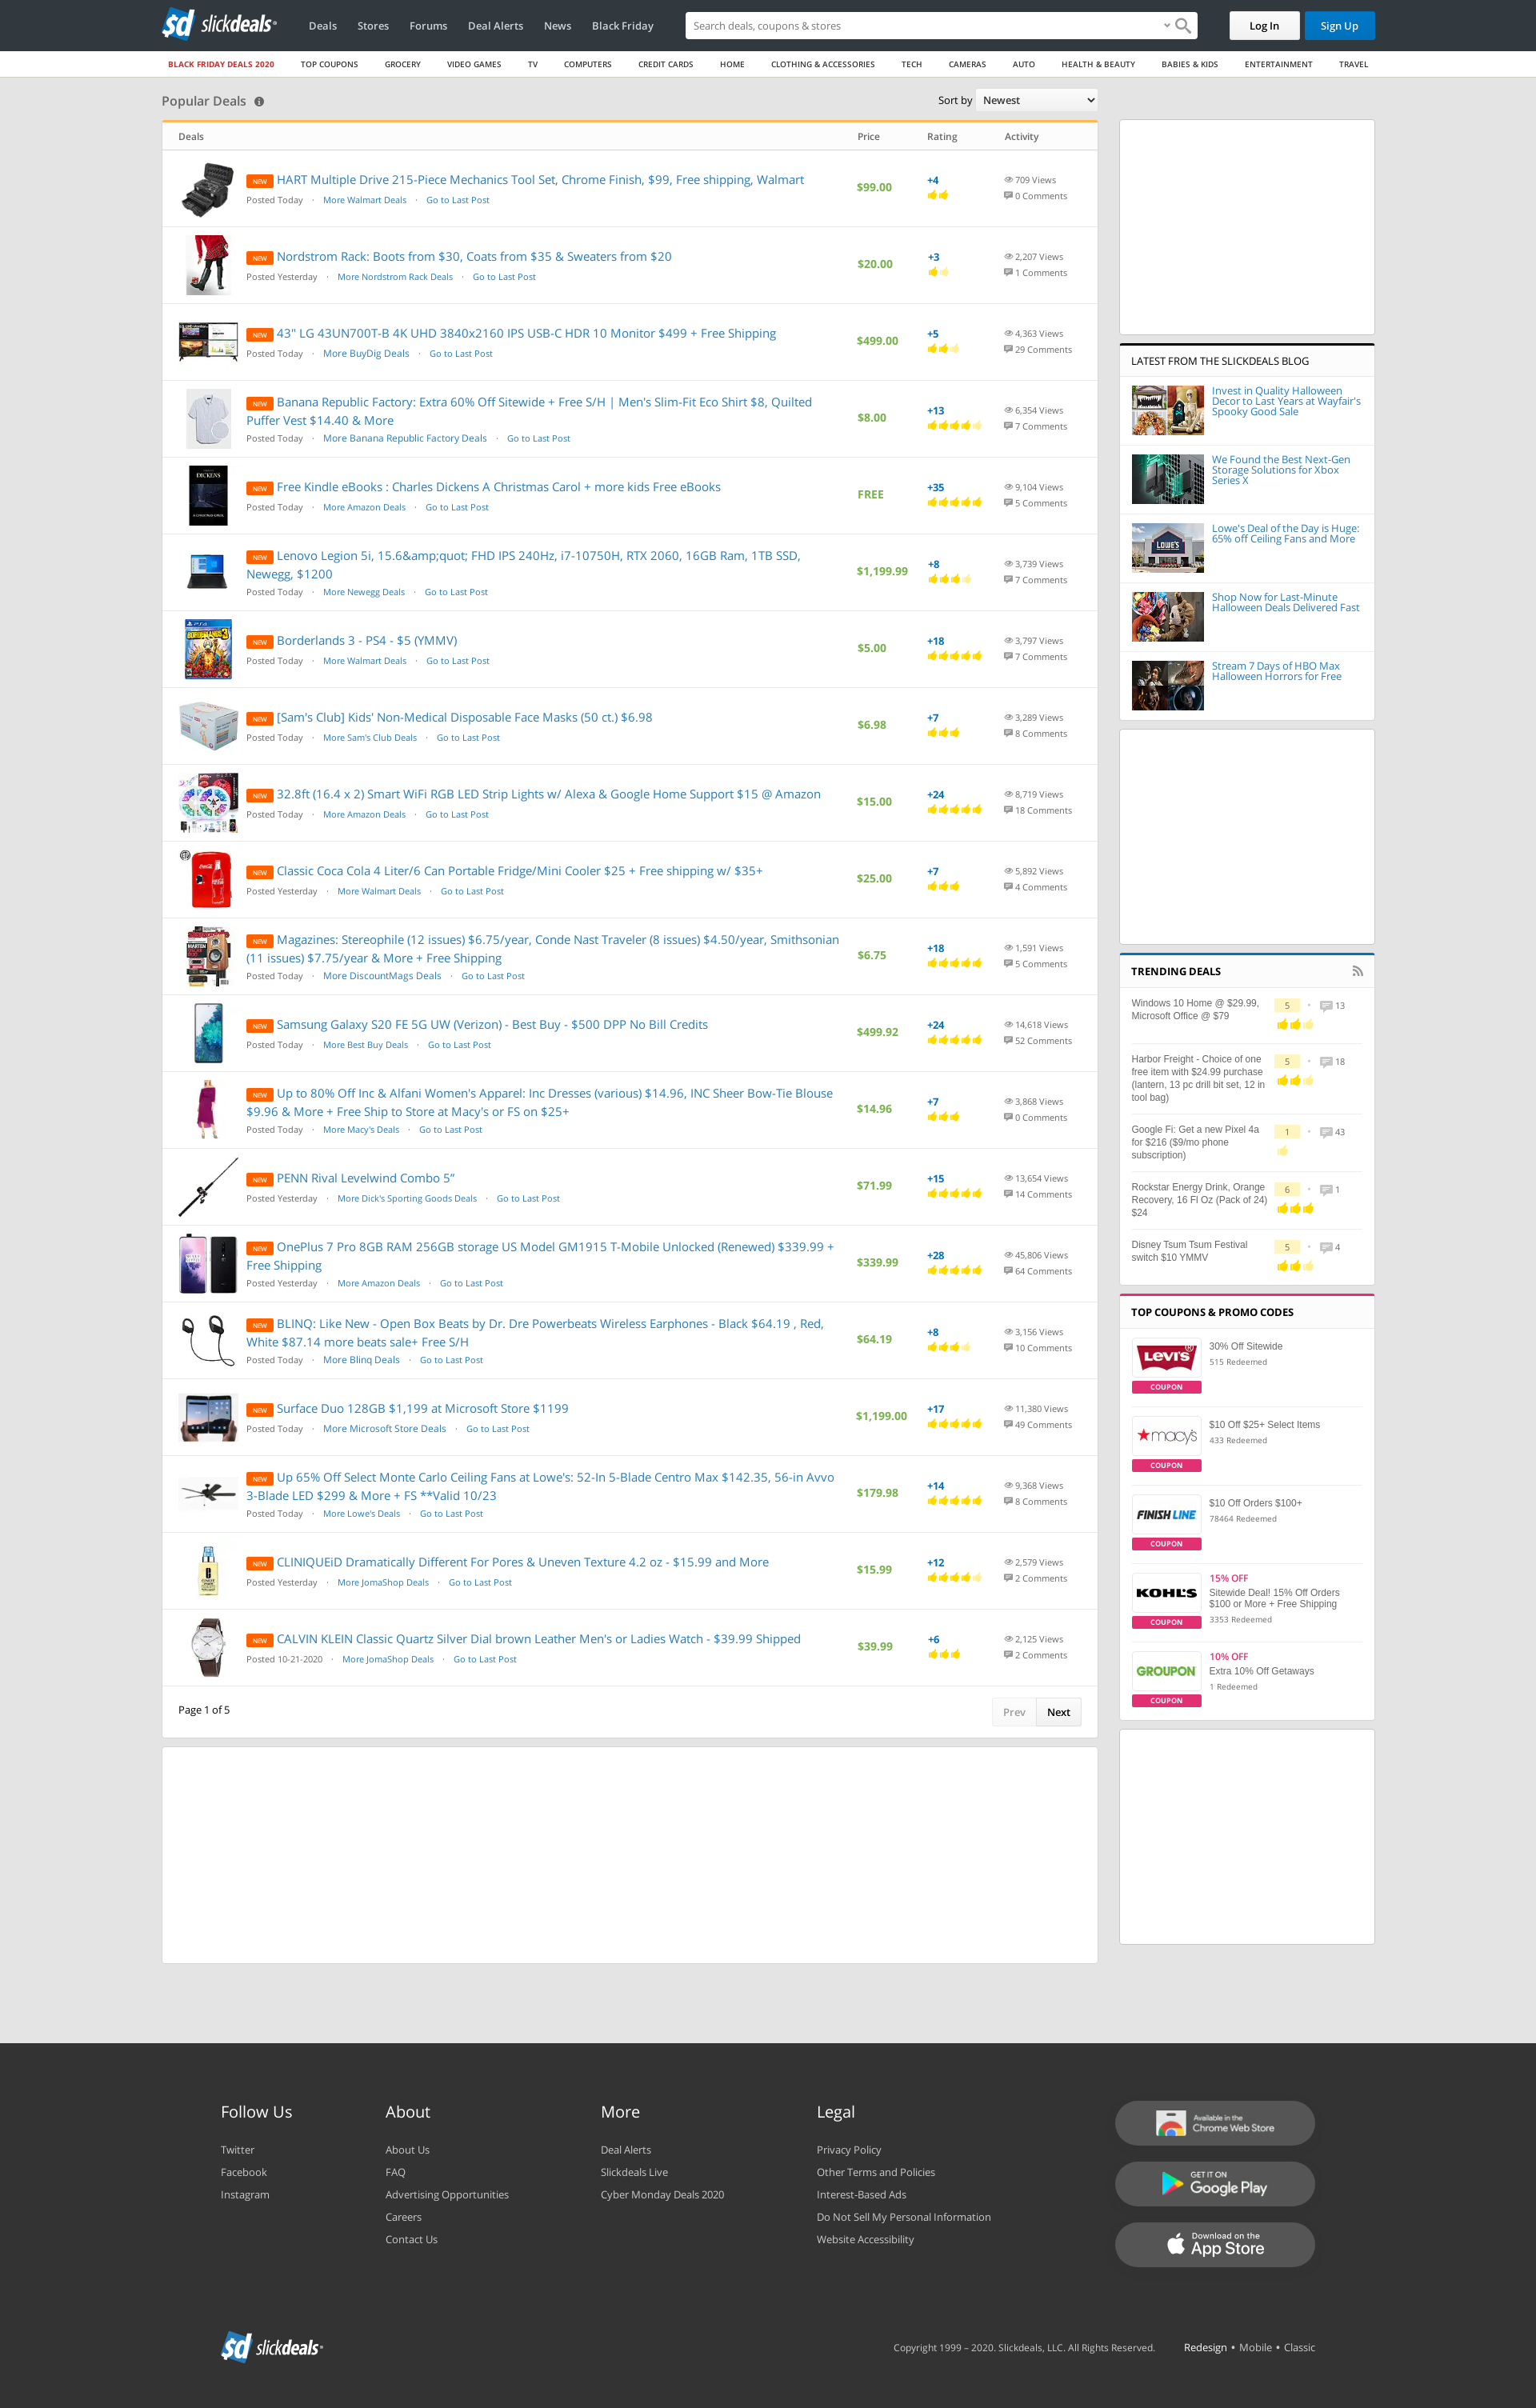 sd slickdeals
Deals
Stores
Forums
Deal Alerts
News
Black Friday
Search deals, coupons & stores
Log In
Sign Up
BLACK FRIDAY DEALS 2020
TOP COUPONS
GROCERY
VIDEO GAMES
TV
COMPUTERS
CREDIT CARDS
HOME
CLOTHING & ACCESSORIES
TECH
CAMERAS
AUTO
HEALTH & BEAUTY
BABIES & KIDS
ENTERTAINMENT
TRAVEL
Popular Deals
Sort by Newest
Deals Price Rating Activity
NEW HART Multiple Drive 215-Piece Mechanics Tool Set, Chrome Finish, $99, Free shipping, Walmart
Posted Today · More Walmart Deals · Go to Last Post
$99.00
+4
709 Views
0 Comments
NEW Nordstrom Rack: Boots from $30, Coats from $35 & Sweaters from $20
Posted Yesterday · More Nordstrom Rack Deals · Go to Last Post
$20.00
+3
2,207 Views
1 Comments
NEW 43" LG 43UN700T-B 4K UHD 3840x2160 IPS USB-C HDR 10 Monitor $499 + Free Shipping
Posted Today · More BuyDig Deals · Go to Last Post
$499.00
+5
4,363 Views
29 Comments
NEW Banana Republic Factory: Extra 60% Off Sitewide + Free S/H | Men's Slim-Fit Eco Shirt $8, Quilted
Puffer Vest $14.40 & More
Posted Today · More Banana Republic Factory Deals · Go to Last Post
$8.00
+13
6,354 Views
7 Comments
DICKENS
NEW Free Kindle eBooks : Charles Dickens A Christmas Carol + more kids Free eBooks
Posted Today · More Amazon Deals · Go to Last Post
FREE
+35
9,104 Views
5 Comments
NEW Lenovo Legion 5i, 15.6&amp;quot; FHD IPS 240Hz, i7-10750H, RTX 2060, 16GB Ram, 1TB SSD,
Newegg, $1200
Posted Today · More Newegg Deals · Go to Last Post
$1,199.99
+8
3,739 Views
7 Comments
NEW Borderlands 3 - PS4 - $5 (YMMV)
Posted Today · More Walmart Deals · Go to Last Post
$5.00
+18
3,797 Views
7 Comments
NEW [Sam's Club] Kids' Non-Medical Disposable Face Masks (50 ct.) $6.98
Posted Today · More Sam's Club Deals · Go to Last Post
$6.98
+7
3,289 Views
8 Comments
NEW 32.8ft (16.4 x 2) Smart WiFi RGB LED Strip Lights w/ Alexa & Google Home Support $15 @ Amazon
Posted Today · More Amazon Deals · Go to Last Post
$15.00
+24
8,719 Views
18 Comments
NEW Classic Coca Cola 4 Liter/6 Can Portable Fridge/Mini Cooler $25 + Free shipping w/ $35+
Posted Yesterday · More Walmart Deals · Go to Last Post
$25.00
+7
5,892 Views
4 Comments
NEW Magazines: Stereophile (12 issues) $6.75/year, Conde Nast Traveler (8 issues) $4.50/year, Smithsonian
(11 issues) $7.75/year & More + Free Shipping
Posted Today · More DiscountMags Deals · Go to Last Post
$6.75
+18
1,591 Views
5 Comments
NEW Samsung Galaxy S20 FE 5G UW (Verizon) - Best Buy - $500 DPP No Bill Credits
Posted Today · More Best Buy Deals · Go to Last Post
$499.92
+24
14,618 Views
52 Comments
NEW Up to 80% Off Inc & Alfani Women's Apparel: Inc Dresses (various) $14.96, INC Sheer Bow-Tie Blouse
$9.96 & More + Free Ship to Store at Macy's or FS on $25+
Posted Today · More Macy's Deals · Go to Last Post
$14.96
+7
3,868 Views
0 Comments
NEW PENN Rival Levelwind Combo 5”
Posted Yesterday · More Dick's Sporting Goods Deals · Go to Last Post
$71.99
+15
13,654 Views
14 Comments
NEW OnePlus 7 Pro 8GB RAM 256GB storage US Model GM1915 T-Mobile Unlocked (Renewed) $339.99 +
Free Shipping
Posted Yesterday · More Amazon Deals · Go to Last Post
$339.99
+28
45,806 Views
64 Comments
NEW BLINQ: Like New - Open Box Beats by Dr. Dre Powerbeats Wireless Earphones - Black $64.19 , Red,
White $87.14 more beats sale+ Free S/H
Posted Today · More Blinq Deals · Go to Last Post
$64.19
+8
3,156 Views
10 Comments
NEW Surface Duo 128GB $1,199 at Microsoft Store $1199
Posted Today · More Microsoft Store Deals · Go to Last Post
$1,199.00
+17
11,380 Views
49 Comments
NEW Up 65% Off Select Monte Carlo Ceiling Fans at Lowe's: 52-In 5-Blade Centro Max $142.35, 56-in Avvo
3-Blade LED $299 & More + FS **Valid 10/23
Posted Today · More Lowe's Deals · Go to Last Post
$179.98
+14
9,368 Views
8 Comments
NEW CLINIQUEiD Dramatically Different For Pores & Uneven Texture 4.2 oz - $15.99 and More
Posted Yesterday · More JomaShop Deals · Go to Last Post
$15.99
+12
2,579 Views
2 Comments
NEW CALVIN KLEIN Classic Quartz Silver Dial brown Leather Men's or Ladies Watch - $39.99 Shipped
Posted 10-21-2020 · More JomaShop Deals · Go to Last Post
$39.99
+6
2,125 Views
2 Comments
Page 1 of 5
Prev
Next
LATEST FROM THE SLICKDEALS BLOG
Invest in Quality Halloween
Decor to Last Years at Wayfair's
Spooky Good Sale
We Found the Best Next-Gen
Storage Solutions for Xbox
Series X
LOWE'S
Lowe's Deal of the Day is Huge:
65% off Ceiling Fans and More
Shop Now for Last-Minute
Halloween Deals Delivered Fast
Stream 7 Days of HBO Max
Halloween Horrors for Free
TRENDING DEALS
Windows 10 Home @ $29.99,
Microsoft Office @ $79
5 • 13
Harbor Freight - Choice of one
free item with $24.99 purchase
(lantern, 13 pc drill bit set, 12 in
tool bag)
5 • 18
Google Fi: Get a new Pixel 4a
for $216 ($9/mo phone
subscription)
1 • 43
Rockstar Energy Drink, Orange
Recovery, 16 Fl Oz (Pack of 24)
$24
6 • 1
Disney Tsum Tsum Festival
switch $10 YMMV
5 • 4
TOP COUPONS & PROMO CODES
LEVI'S
COUPON
30% Off Sitewide
515 Redeemed
macy's
COUPON
$10 Off $25+ Select Items
433 Redeemed
FINISH LINE
COUPON
$10 Off Orders $100+
78464 Redeemed
KOHL'S
COUPON
15% OFF
Sitewide Deal! 15% Off Orders
$100 or More + Free Shipping
3353 Redeemed
GROUPON
COUPON
10% OFF
Extra 10% Off Getaways
1 Redeemed
Follow Us
Twitter
Facebook
Instagram
About
About Us
FAQ
Advertising Opportunities
Careers
Contact Us
More
Deal Alerts
Slickdeals Live
Cyber Monday Deals 2020
Legal
Privacy Policy
Other Terms and Policies
Interest-Based Ads
Do Not Sell My Personal Information
Website Accessibility
Available in the
Chrome Web Store
GET IT ON
Google Play
Download on the
App Store
sd slickdeals
Copyright 1999 – 2020. Slickdeals, LLC. All Rights Reserved.
Redesign • Mobile • Classic